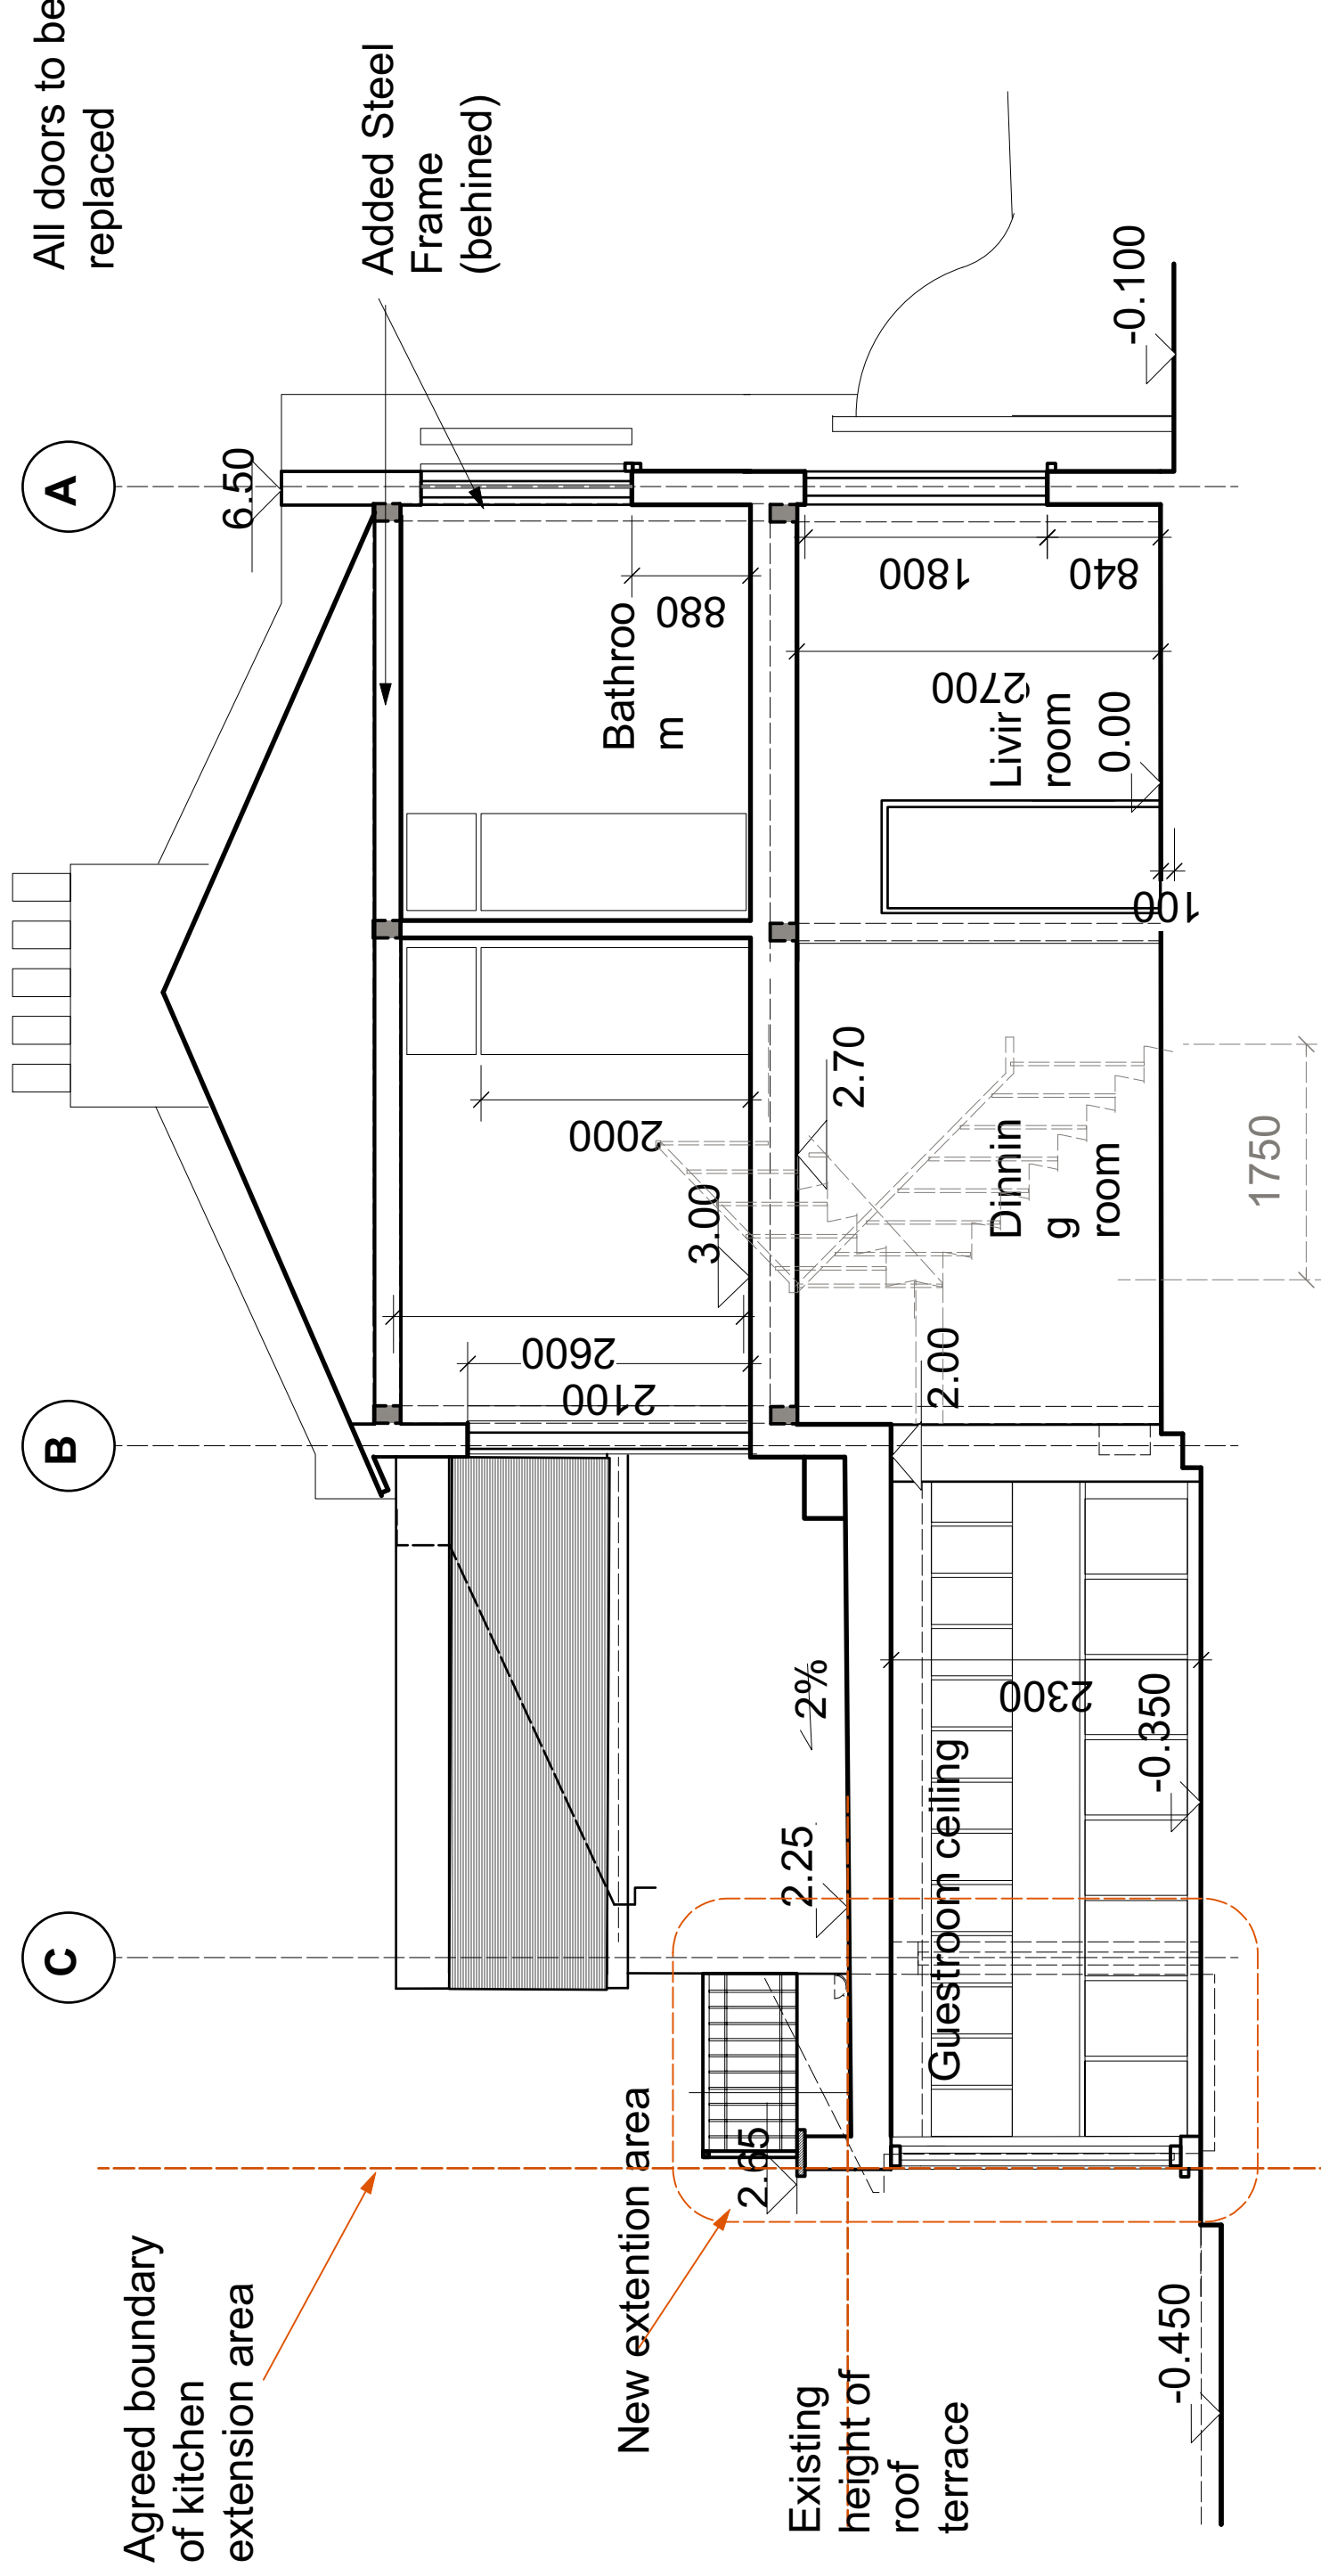 All doors to be
replaced
Added Steel
Frame
(behined)
A
B
C
6.50
-0.100
880
1800
840
2700
Bathroo
m
Livir
room
0.00
100
2000
2.70
3.00
2600
2100
2.00
Dinnin
g
room
1750
2%
2300
-0.350
2.25
Guestroom ceiling
2.65
New extention area
Agreed boundary
of kitchen
extension area
Existing
height of
roof
terrace
-0.450